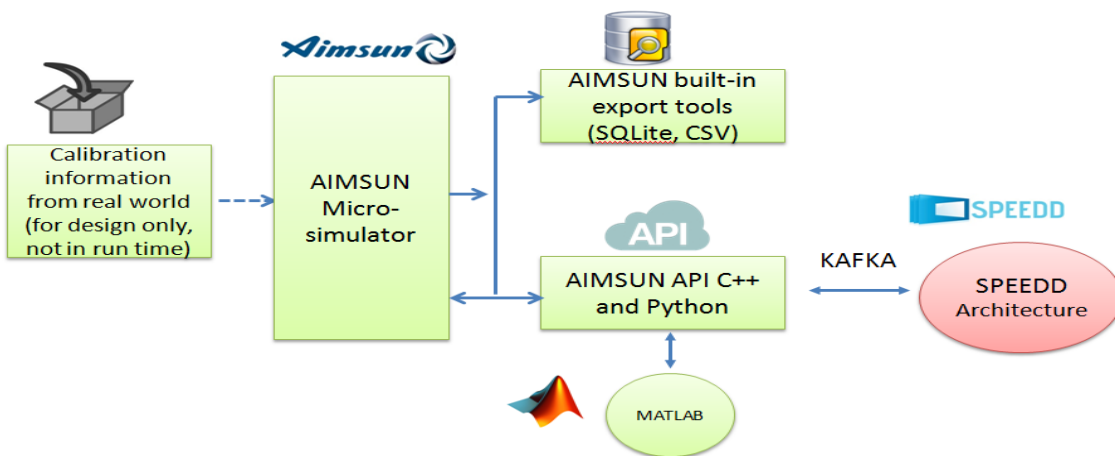 Aimsun
AIMSUN built-in
export tools
(SQLite, CSV)
Calibration
information
from real world
(for design only,
not in run time)
AIMSUN
Micro-
simulator
API
SPEEDD
AIMSUN API C++
and Python
KAFKA
SPEEDD
Architecture
MATLAB